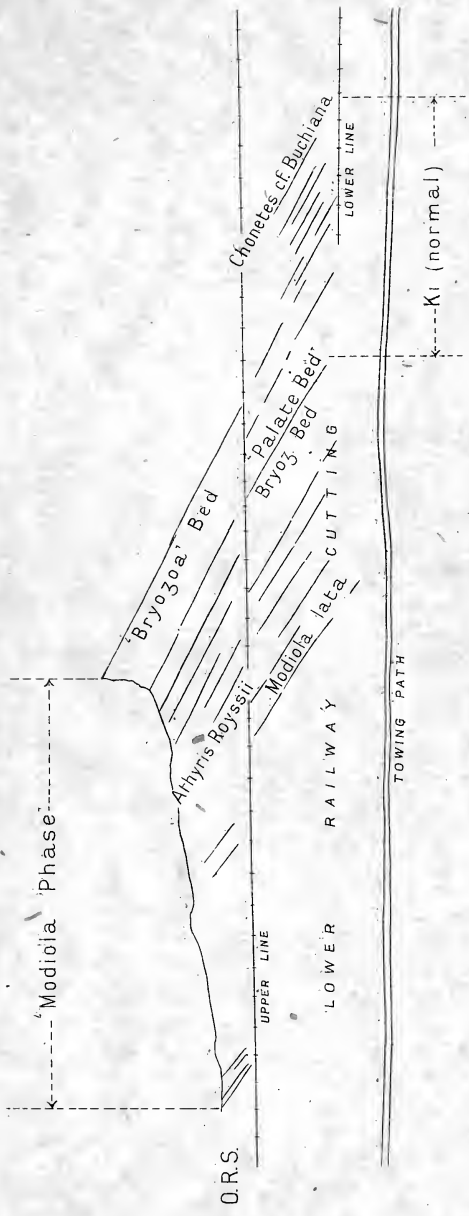 'Modiola Phase'
'Bryozoa' Bed
Chonetes cf. Buchiana
O.R.S.
Athyris Royssii
'Palate Bed'
Bryoz. Bed
Modiola lata
UPPER LINE
LOWER LINE
LOWER RAILWAY CUTTING
TOWING PATH
K1 (normal)